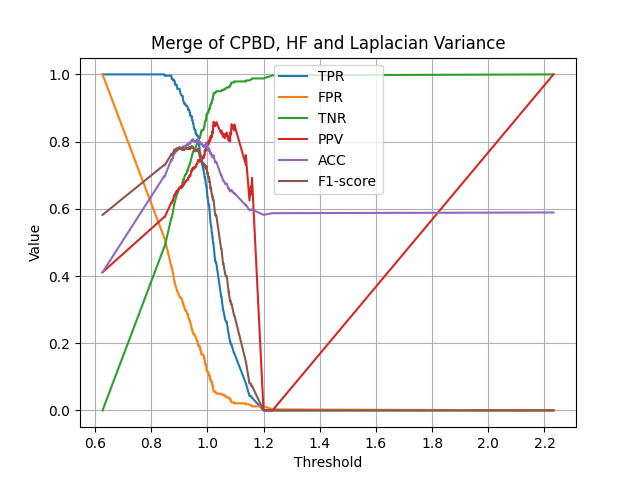 Merge of CPBD, HF and Laplacian Variance
TPR
FPR
TNR
PPV
ACC
F1-score
Value
1.0
0.8
0.6
0.4
0.2
0.0
0.6 0.8 1.0 1.2 1.4 1.6 1.8 2.0 2.2
Threshold